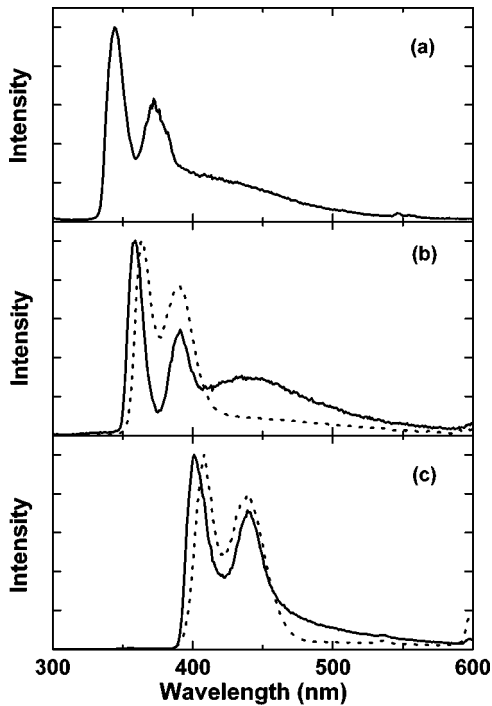 (a)
Intensity
(b)
Intensity
(c)
Intensity
300 400 500 600
Wavelength (nm)